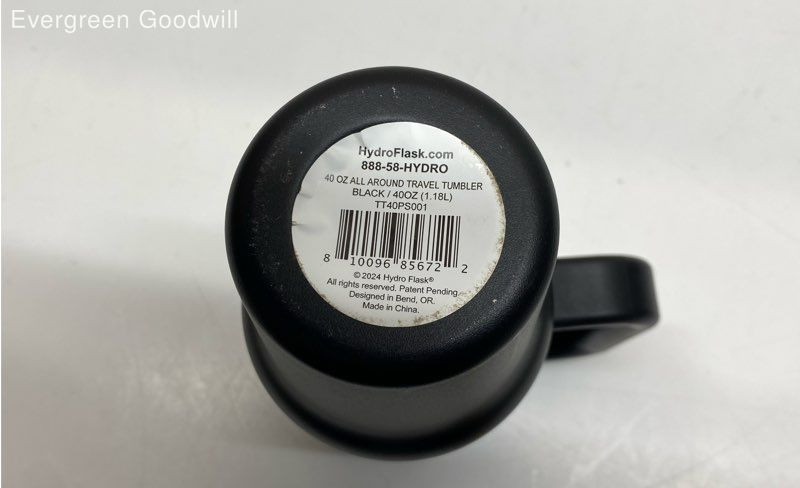 Evergreen Goodwill
HydroFlask.com
888-58-HYDRO
40 OZ ALL AROUND TRAVEL TUMBLER
BLACK / 40OZ (1.18L)
TT40PS001
8 10096 85672 2
© 2024 Hydro Flask®
All rights reserved. Patent Pending.
Designed in Bend, OR.
Made in China.